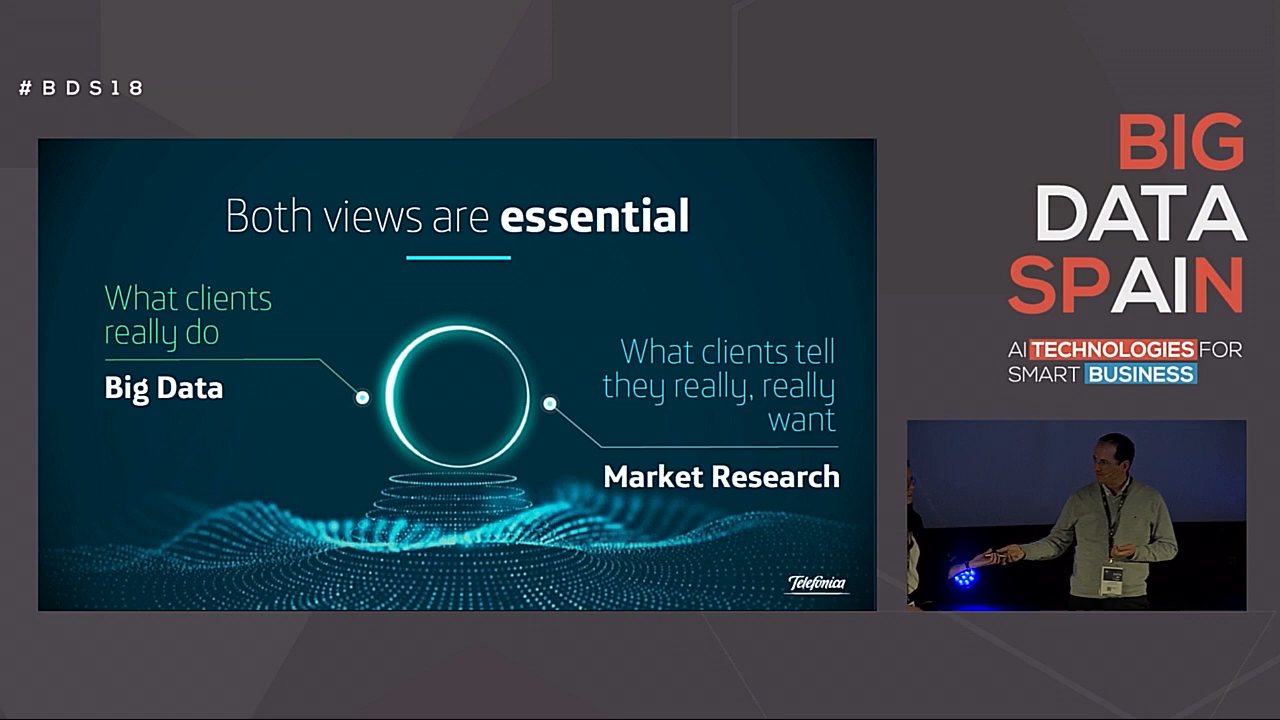 #BDS18
BIG
DATA
SPAIN
AI TECHNOLOGIES FOR
SMART BUSINESS
Both views are essential
What clients
really do
Big Data
What clients tell
they really, really
want
Market Research
Telefónica